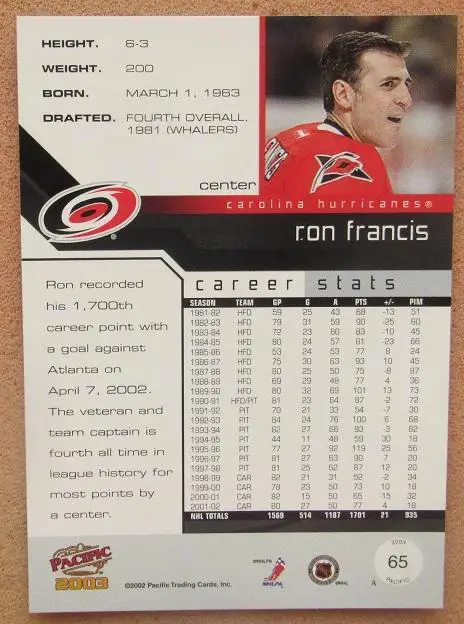 HEIGHT. 6-3
WEIGHT. 200
BORN. MARCH 1, 1963
DRAFTED. FOURTH OVERALL,
1981 (WHALERS)
center
carolina hurricanes®
ron francis
Ron recorded
his 1,700th
career point with
a goal against
Atlanta on
April 7, 2002.
The veteran and
team captain is
fourth all time in
league history for
most points by
a center.
career stats
SEASON TEAM GP G A PTS +/- PIM
1981-82 HFD 59 25 43 68 -13 51
1982-83 HFD 79 31 59 90 -25 60
1983-84 HFD 72 23 60 83 -10 45
1984-85 HFD 80 24 57 81 -23 66
1985-86 HFD 53 24 53 77 8 24
1986-87 HFD 75 30 63 93 10 45
1987-88 HFD 80 25 50 75 -8 87
1988-89 HFD 69 29 48 77 4 36
1989-90 HFD 80 32 69 101 13 73
1990-91 HFD/PIT 81 23 64 87 -2 72
1991-92 PIT 70 21 33 54 -7 30
1992-93 PIT 84 24 76 100 6 68
1993-94 PIT 82 27 66 93 -3 62
1994-95 PIT 44 11 48 59 30 18
1995-96 PIT 77 27 92 119 25 56
1996-97 PIT 81 27 63 90 7 20
1997-98 PIT 81 25 62 87 12 20
1998-99 CAR 82 21 31 52 -2 34
1999-00 CAR 78 23 50 73 10 18
2000-01 CAR 82 15 50 65 -15 32
2001-02 CAR 80 27 50 77 4 18
NHL TOTALS 1569 514 1187 1701 21 935
PACIFIC
2003
©2002 Pacific Trading Cards, Inc.
©NHLPA
NHLPA
NHL
©NHL
A
2003
65
PACIFIC